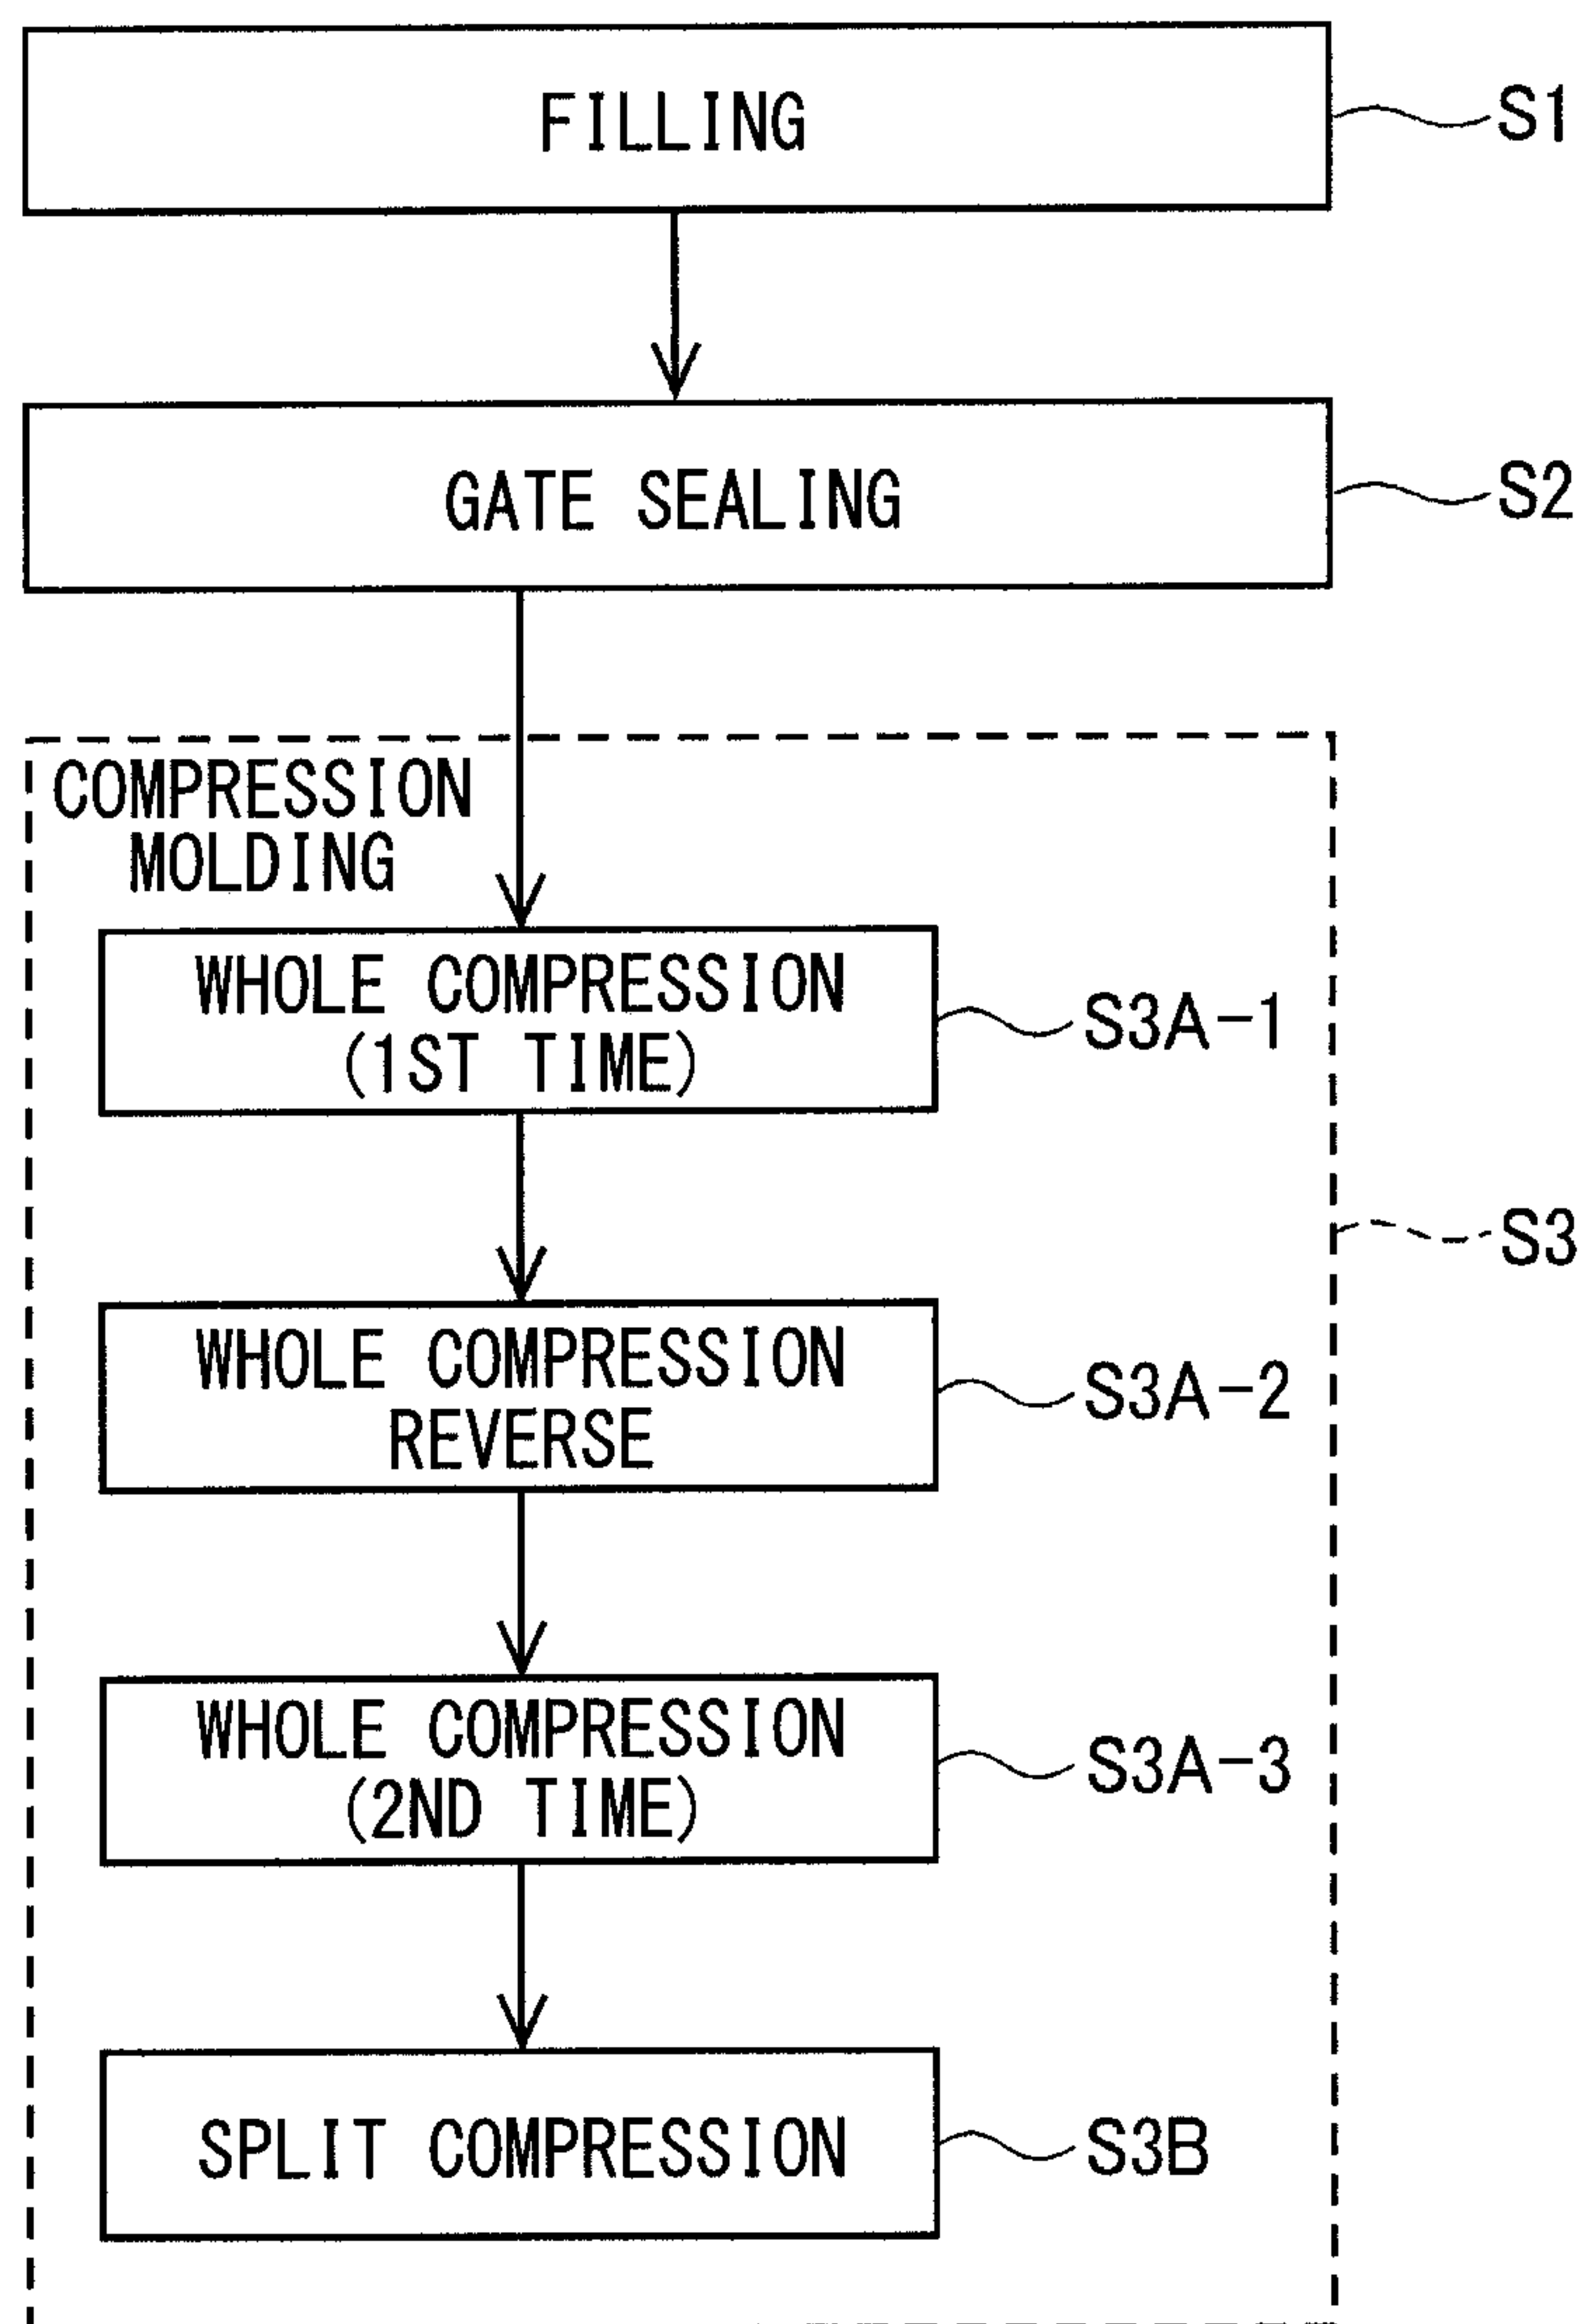 FILLING
S1
GATE SEALING
S2
COMPRESSION
MOLDING
WHOLE COMPRESSION
(1ST TIME)
S3A-1
S3
WHOLE COMPRESSION
REVERSE
S3A-2
WHOLE COMPRESSION
(2ND TIME)
S3A-3
SPLIT COMPRESSION
S3B